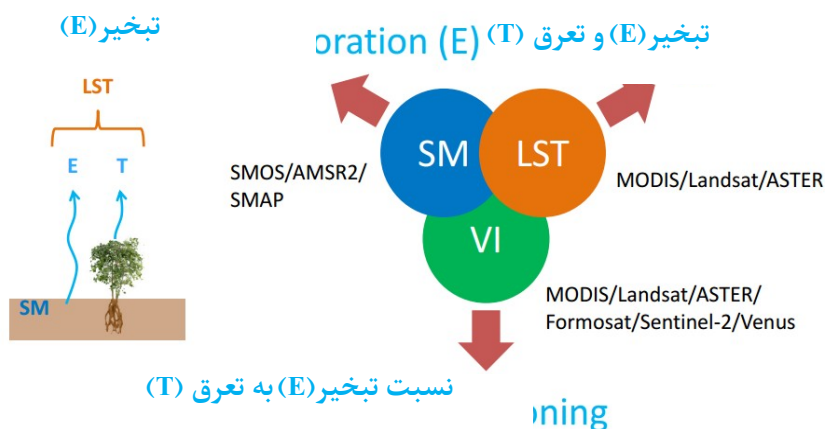 تبخیر(E)
oration (E)
تبخیر(E) و تعرق (T)
LST
E T
SM
SM
LST
VI
SMOS/AMSR2/
SMAP
MODIS/Landsat/ASTER
MODIS/Landsat/ASTER/
Formosat/Sentinel-2/Venus
نسبت تبخیر(E) به تعرق (T)
oning